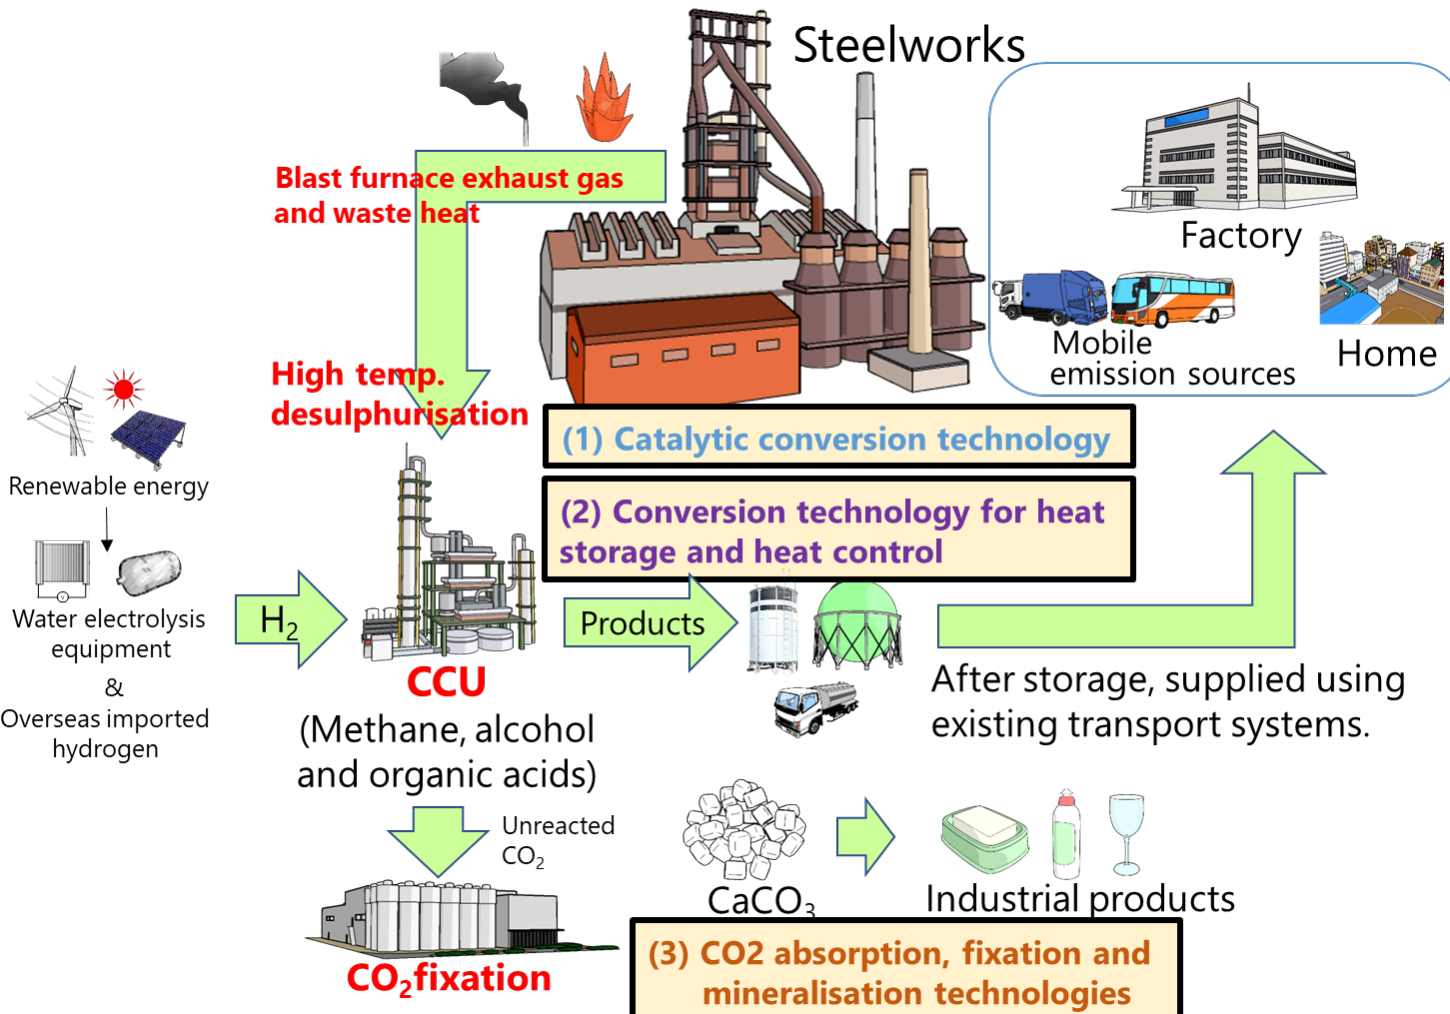 Steelworks
Blast furnace exhaust gas
and waste heat
Factory
Mobile
emission sources
Home
High temp.
desulphurisation
(1) Catalytic conversion technology
(2) Conversion technology for heat
storage and heat control
Renewable energy
Water electrolysis
equipment
&
Overseas imported
hydrogen
H₂
Products
CCU
(Methane, alcohol
and organic acids)
After storage, supplied using
existing transport systems.
Unreacted
CO₂
CaCO₃
Industrial products
CO₂fixation
(3) CO2 absorption, fixation and
mineralisation technologies
V